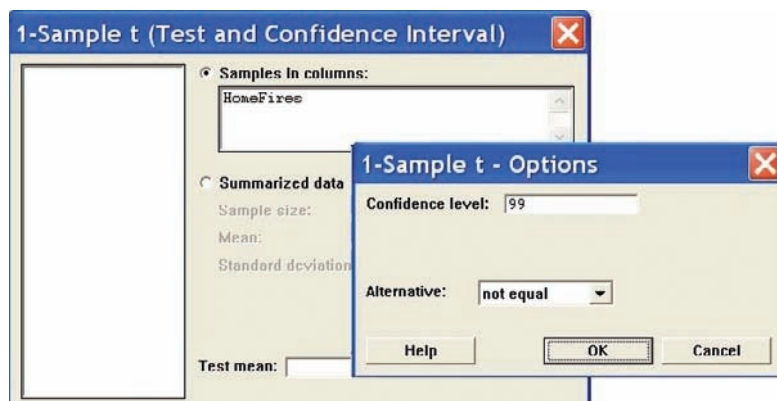 1-Sample t (Test and Confidence Interval)
Samples in columns:
HomeFires
Summarized data
Sample size:
Mean:
Standard deviation
Test mean:
1-Sample t - Options
Confidence level: 99
Alternative: not equal
Help OK Cancel